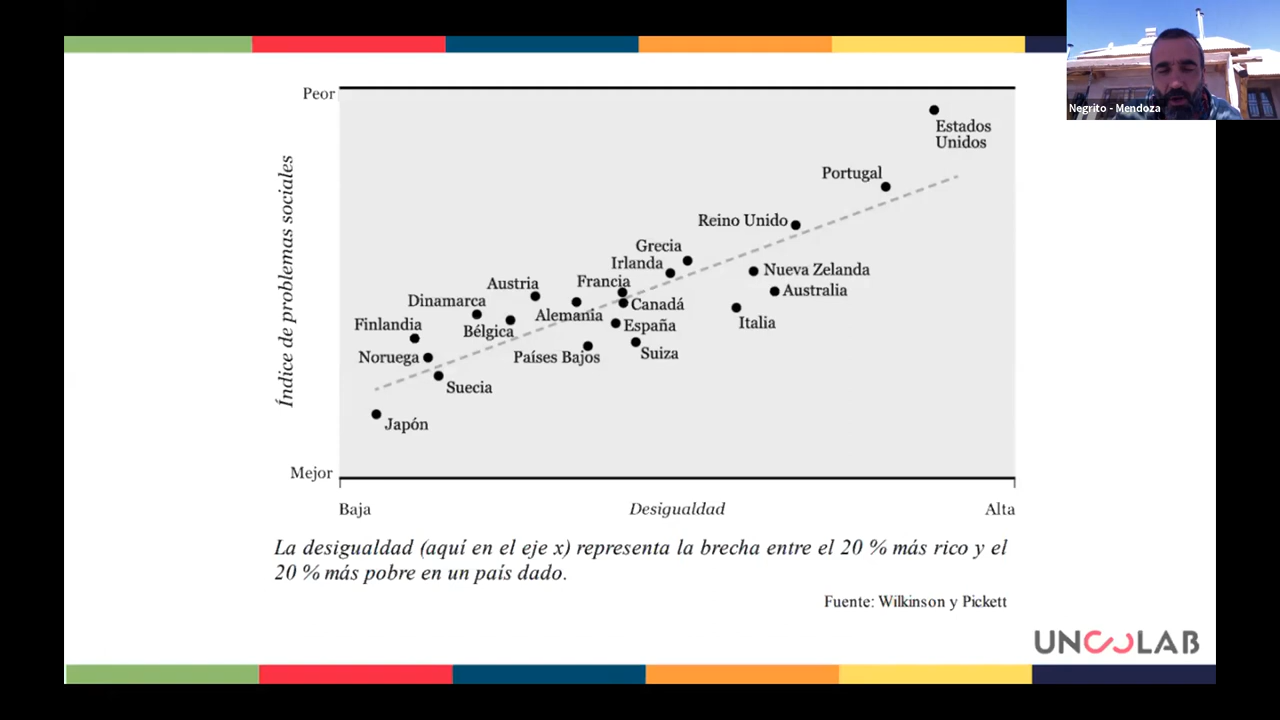 Negrito - Mendoza
Peor
Índice de problemas sociales
Estados
Unidos
Portugal
Reino Unido
Grecia
Irlanda
Nueva Zelanda
Francia
Austria
Australia
Dinamarca
Canadá
Alemania
Finlandia
Bélgica
España
Italia
Noruega
Países Bajos
Suiza
Suecia
Japón
Mejor
Baja
Desigualdad
Alta
La desigualdad (aquí en el eje x) representa la brecha entre el 20 % más rico y el
20 % más pobre en un país dado.
Fuente: Wilkinson y Pickett
UNCOLAB